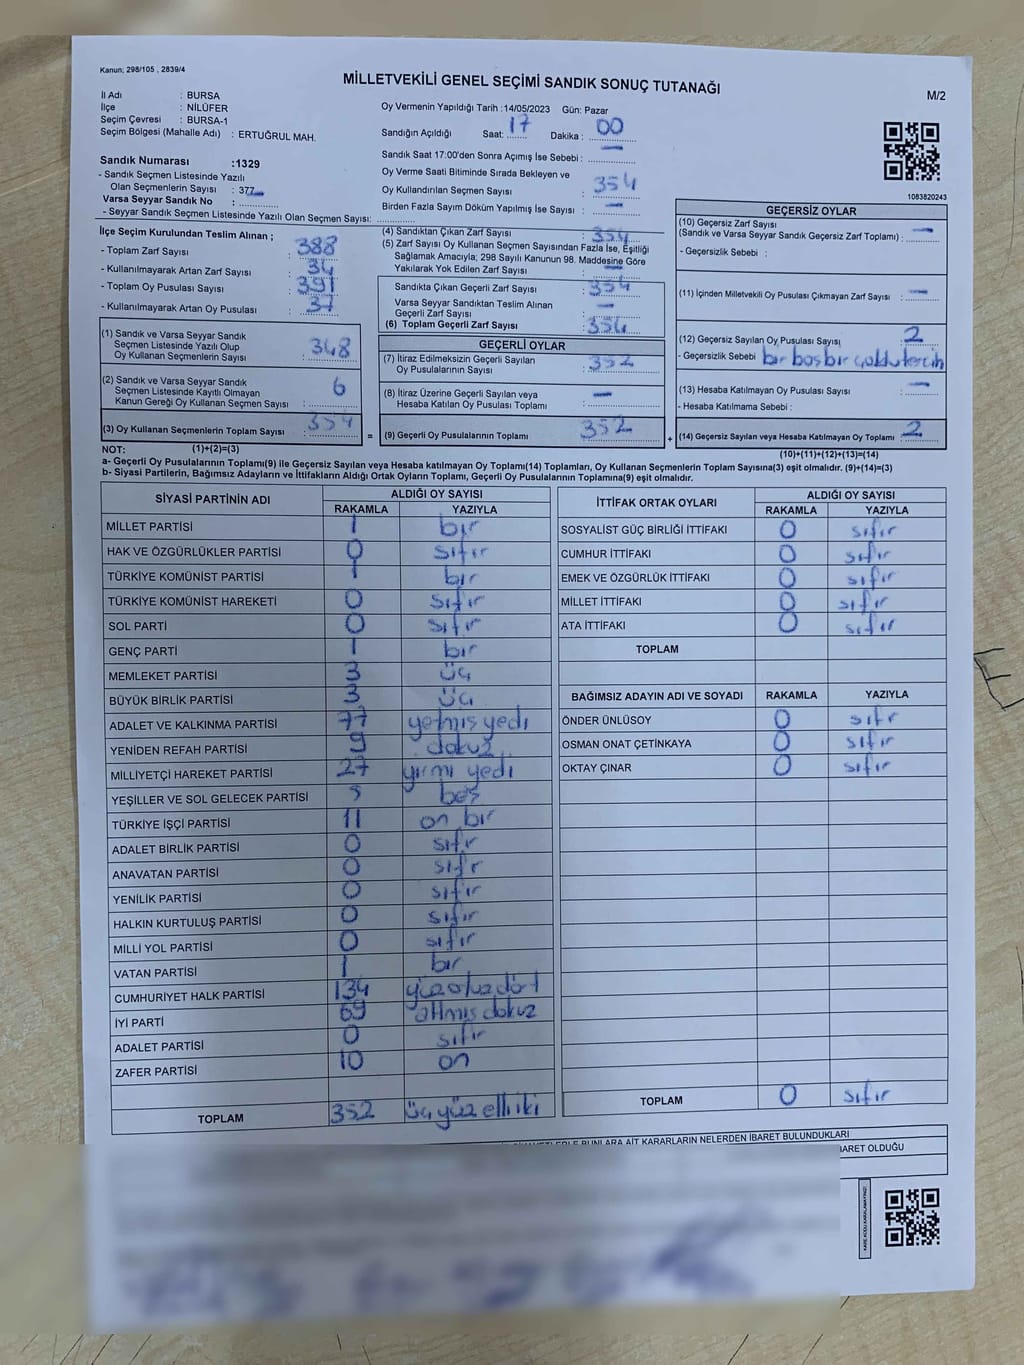 Kanun; 298/105 , 2839/4
MİLLETVEKİLİ GENEL SEÇİMİ SANDIK SONUÇ TUTANAĞI
M/2
İl Adı : BURSA
İlçe : NİLÜFER
Seçim Çevresi : BURSA-1
Seçim Bölgesi (Mahalle Adı) : ERTUĞRUL MAH.
Oy Vermenin Yapıldığı Tarih :14/05/2023 Gün: Pazar
Sandığın Açıldığı Saat: 17 Dakika : 00
Sandık Saat 17:00'den Sonra Açımış İse Sebebi :
Oy Verme Saati Bitiminde Sırada Bekleyen ve
Oy Kullandırılan Seçmen Sayısı : 354
Birden Fazla Sayım Döküm Yapılmış İse Sayısı : —
Sandık Numarası :1329
- Sandık Seçmen Listesinde Yazılı
Olan Seçmenlerin Sayısı : 377
Varsa Seyyar Sandık No :
- Seyyar Sandık Seçmen Listesinde Yazılı Olan Seçmen Sayısı:
1083820243
İlçe Seçim Kurulundan Teslim Alınan ;
- Toplam Zarf Sayısı : 388
- Kullanılmayarak Artan Zarf Sayısı : 34
- Toplam Oy Pusulası Sayısı : 391
- Kullanılmayarak Artan Oy Pusulası : 37
(1) Sandık ve Varsa Seyyar Sandık
Seçmen Listesinde Yazılı Olup
Oy Kullanan Seçmenlerin Sayısı : 348
(2) Sandık ve Varsa Seyyar Sandık
Seçmen Listesinde Kayıtlı Olmayan
Kanun Gereği Oy Kullanan Seçmen Sayısı : 6
(3) Oy Kullanan Seçmenlerin Toplam Sayısı : 354
(4) Sandıktan Çıkan Zarf Sayısı : 354
(5) Zarf Sayısı Oy Kullanan Seçmen Sayısından Fazla İse, Eşitliği
Sağlamak Amacıyla; 298 Sayılı Kanunun 98. Maddesine Göre
Yakılarak Yok Edilen Zarf Sayısı : —
Sandıkta Çıkan Geçerli Zarf Sayısı : 354
Varsa Seyyar Sandıktan Teslim Alınan
Geçerli Zarf Sayısı : —
(6) Toplam Geçerli Zarf Sayısı : 354
GEÇERLİ OYLAR
(7) İtiraz Edilmeksizin Geçerli Sayılan
Oy Pusulalarının Sayısı : 352
(8) İtiraz Üzerine Geçerli Sayılan veya
Hesaba Katılan Oy Pusulası Toplamı : —
= (9) Geçerli Oy Pusulalarının Toplamı : 352
GEÇERSİZ OYLAR
(10) Geçersiz Zarf Sayısı
(Sandık ve Varsa Seyyar Sandık Geçersiz Zarf Toplamı) : —
- Geçersizlik Sebebi :
(11) İçinden Milletvekili Oy Pusulası Çıkmayan Zarf Sayısı : —
(12) Geçersiz Sayılan Oy Pusulası Sayısı : 2
- Geçersizlik Sebebi bir boş bir
(13) Hesaba Katılmayan Oy Pusulası Sayısı : —
- Hesaba Katılmama Sebebi :
+ (14) Geçersiz Sayılan veya Hesaba Katılmayan Oy Toplamı : 2
NOT: (1)+(2)=(3)
(10)+(11)+(12)+(13)=(14)
a- Geçerli Oy Pusulalarının Toplamı(9) ile Geçersiz Sayılan veya Hesaba katılmayan Oy Toplamı(14) Toplamları, Oy Kullanan Seçmenlerin Toplam Sayısına(3) eşit olmalıdır. (9)+(14)=(3)
b- Siyasi Partilerin, Bağımsız Adayların ve İttifakların Aldığı Ortak Oyların Toplamı, Geçerli Oy Pusulalarının Toplamına(9) eşit olmalıdır.
SİYASİ PARTİNİN ADI ALDIĞI OY SAYISI
RAKAMLA YAZIYLA
MİLLET PARTİSİ 1 bir
HAK VE ÖZGÜRLÜKLER PARTİSİ 0 sıfır
TÜRKİYE KOMÜNİST PARTİSİ 1 bir
TÜRKİYE KOMÜNİST HAREKETİ 0 sıfır
SOL PARTİ 0 sıfır
GENÇ PARTİ 1 bir
MEMLEKET PARTİSİ 3 üç
BÜYÜK BİRLİK PARTİSİ 3 üç
ADALET VE KALKINMA PARTİSİ 77 yetmiş yedi
YENİDEN REFAH PARTİSİ 9 dokuz
MİLLİYETÇİ HAREKET PARTİSİ 27 yirmi yedi
YEŞİLLER VE SOL GELECEK PARTİSİ 5 beş
TÜRKİYE İŞÇİ PARTİSİ 11 on bir
ADALET BİRLİK PARTİSİ 0 sıfır
ANAVATAN PARTİSİ 0 sıfır
YENİLİK PARTİSİ 0 sıfır
HALKIN KURTULUŞ PARTİSİ 0 sıfır
MİLLİ YOL PARTİSİ 0 sıfır
VATAN PARTİSİ 1 bir
CUMHURİYET HALK PARTİSİ 134 yüz otuz dört
İYİ PARTİ 69 altmış dokuz
ADALET PARTİSİ 0 sıfır
ZAFER PARTİSİ 10 on
TOPLAM 352 üç yüz elli iki
İTTİFAK ORTAK OYLARI ALDIĞI OY SAYISI
RAKAMLA YAZIYLA
SOSYALİST GÜÇ BİRLİĞİ İTTİFAKI 0 sıfır
CUMHUR İTTİFAKI 0 sıfır
EMEK VE ÖZGÜRLÜK İTTİFAKI 0 sıfır
MİLLET İTTİFAKI 0 sıfır
ATA İTTİFAKI 0 sıfır
TOPLAM
BAĞIMSIZ ADAYIN ADI VE SOYADI RAKAMLA YAZIYLA
ÖNDER ÜNLÜSOY 0 sıfır
OSMAN ONAT ÇETİNKAYA 0 sıfır
OKTAY ÇINAR 0 sıfır
TOPLAM 0 sıfır
BUNLARA AİT KARARLARIN NELERDEN İBARET BULUNDUKLARI
İBARET OLDUĞU
KARE KODU KARALAMAYINIZ!